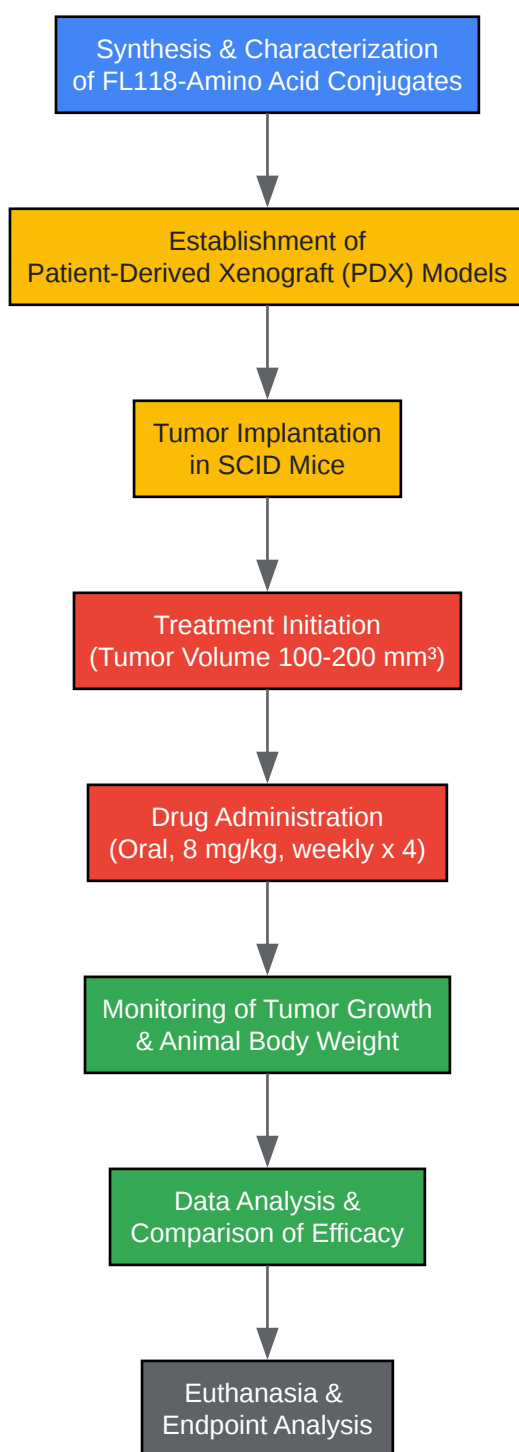 Synthesis & Characterization
of FL118-Amino Acid Conjugates
Establishment of
Patient-Derived Xenograft (PDX) Models
Tumor Implantation
in SCID Mice
Treatment Initiation
(Tumor Volume 100-200 mm³)
Drug Administration
(Oral, 8 mg/kg, weekly x 4)
Monitoring of Tumor Growth
& Animal Body Weight
Data Analysis &
Comparison of Efficacy
Euthanasia &
Endpoint Analysis